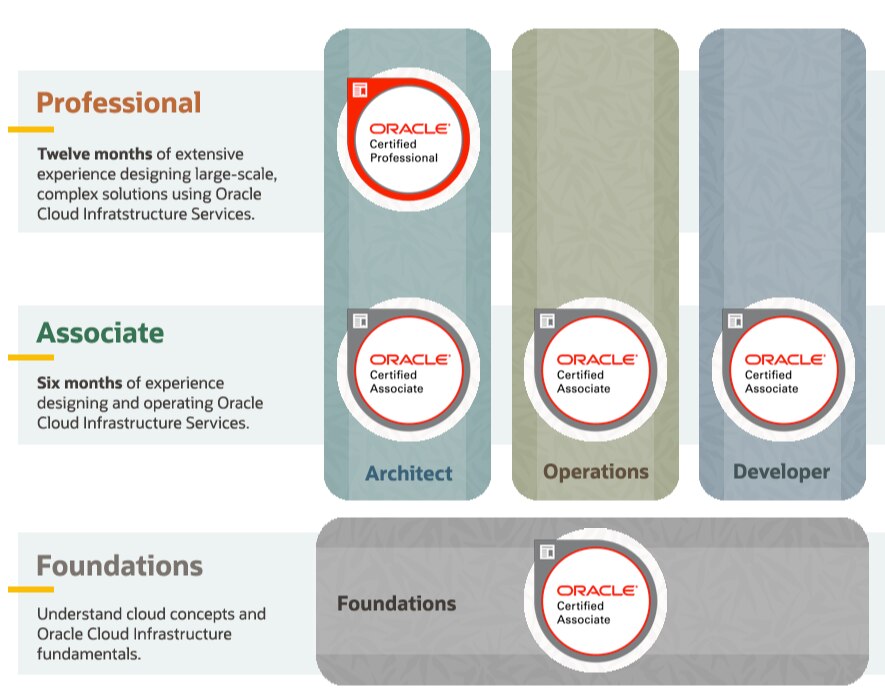 Professional
Twelve months of extensive
experience designing large-scale,
complex solutions using Oracle
Cloud Infratstructure Services.
ORACLE
Certified
Professional
Associate
Six months of experience
designing and operating Oracle
Cloud Infrastructure Services.
ORACLE
Certified
Associate
ORACLE
Certified
Associate
ORACLE
Certified
Associate
Architect
Operations
Developer
Foundations
Understand cloud concepts and
Oracle Cloud Infrastructure
fundamentals.
Foundations
ORACLE
Certified
Associate